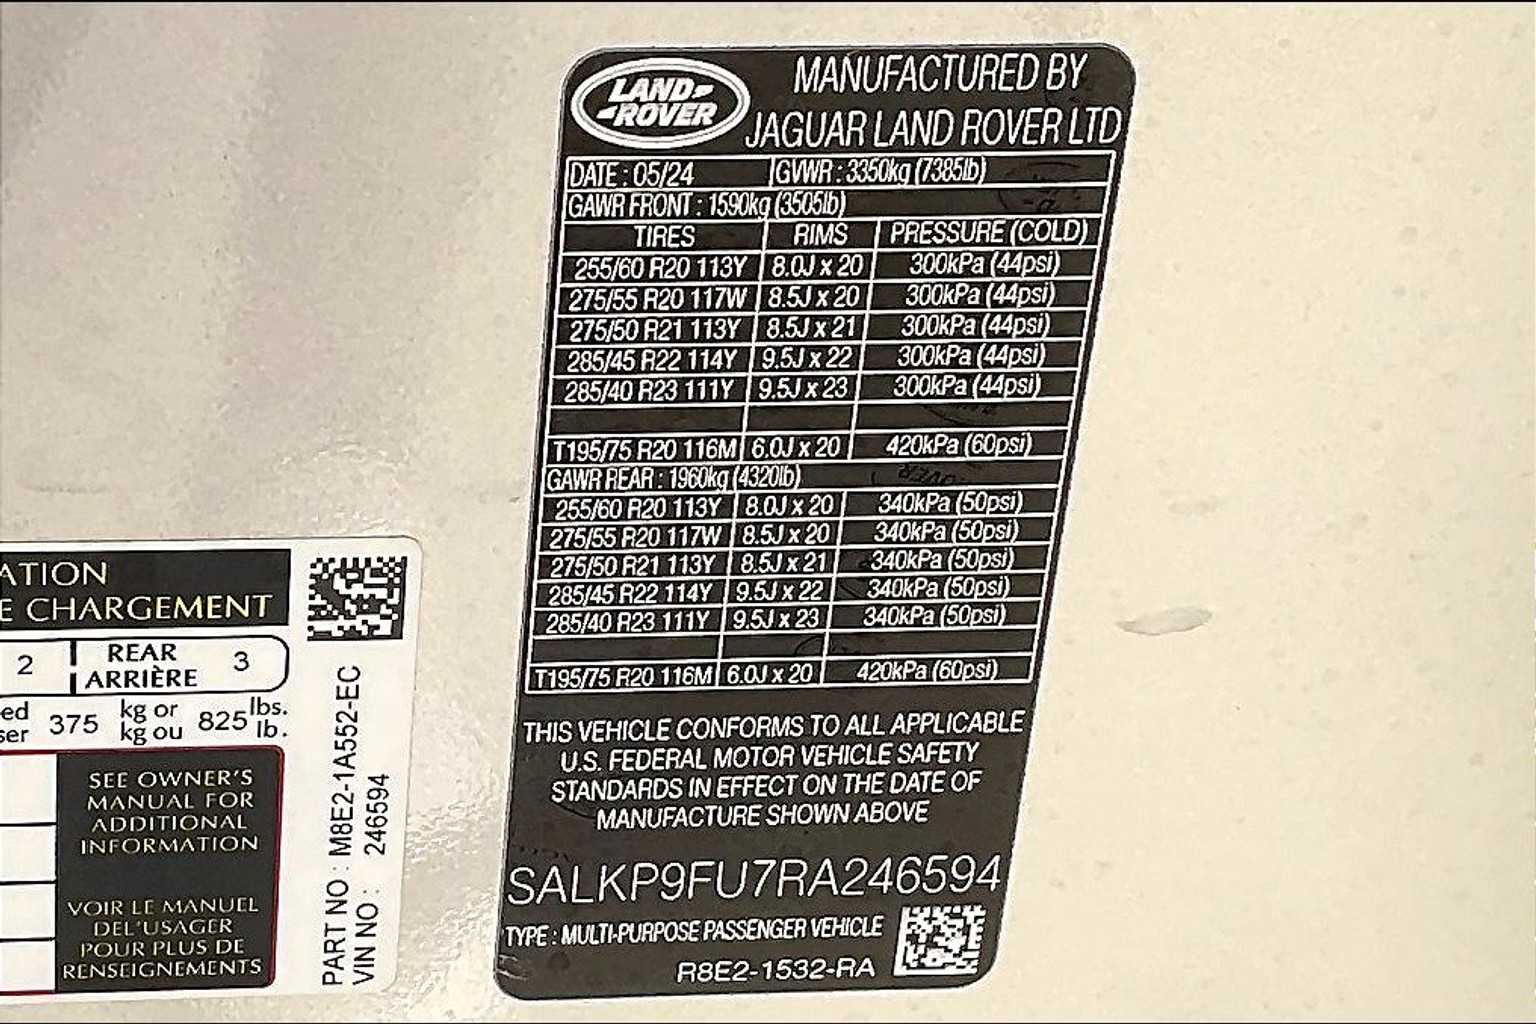 LAND
ROVER
MANUFACTURED BY
JAGUAR LAND ROVER LTD
DATE : 05/24 GVWR : 3350kg (7385lb)
GAWR FRONT : 1590kg (3505lb)
TIRES RIMS PRESSURE (COLD)
255/60 R20 113Y 8.0J x 20 300kPa (44psi)
275/55 R20 117W 8.5J x 20 300kPa (44psi)
275/50 R21 113Y 8.5J x 21 300kPa (44psi)
285/45 R22 114Y 9.5J x 22 300kPa (44psi)
285/40 R23 111Y 9.5J x 23 300kPa (44psi)
T195/75 R20 116M 6.0J x 20 420kPa (60psi)
GAWR REAR : 1960kg (4320lb)
255/60 R20 113Y 8.0J x 20 340kPa (50psi)
275/55 R20 117W 8.5J x 20 340kPa (50psi)
275/50 R21 113Y 8.5J x 21 340kPa (50psi)
285/45 R22 114Y 9.5J x 22 340kPa (50psi)
285/40 R23 111Y 9.5J x 23 340kPa (50psi)
T195/75 R20 116M 6.0J x 20 420kPa (60psi)
THIS VEHICLE CONFORMS TO ALL APPLICABLE
U.S. FEDERAL MOTOR VEHICLE SAFETY
STANDARDS IN EFFECT ON THE DATE OF
MANUFACTURE SHOWN ABOVE
SALKP9FU7RA246594
TYPE : MULTI-PURPOSE PASSENGER VEHICLE
R8E2-1532-RA
ATION
E CHARGEMENT
2 REAR 3
ARRIÈRE
ed 375 kg or 825 lbs.
ser kg ou lb.
SEE OWNER'S
MANUAL FOR
ADDITIONAL
INFORMATION
VOIR LE MANUEL
DEL'USAGER
POUR PLUS DE
RENSEIGNEMENTS
PART NO : M8E2-1A552-EC
VIN NO : 246594